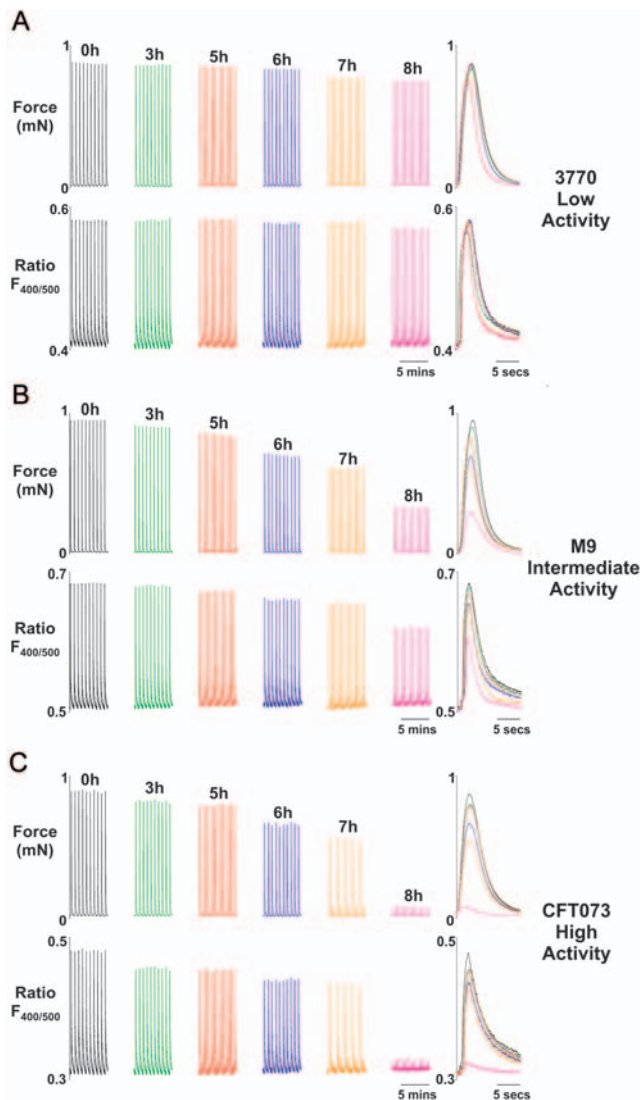 A
0h 3h 5h 6h 7h 8h
1
Force
(mN)
0
0.6
Ratio
F400/500
0.4
0.4
5 mins 5 secs
1
0
3770
Low
Activity
0.6
B
0h 3h 5h 6h 7h 8h
1
Force
(mN)
0
0.7
Ratio
F400/500
0.5
5 mins 5 secs
1
0
M9
Intermediate
Activity
0.7
0.5
C
0h 3h 5h 6h 7h 8h
1
Force
(mN)
0
0.5
Ratio
F400/500
0.3
5 mins 5 secs
1
0
CFT073
High
Activity
0.5
0.3